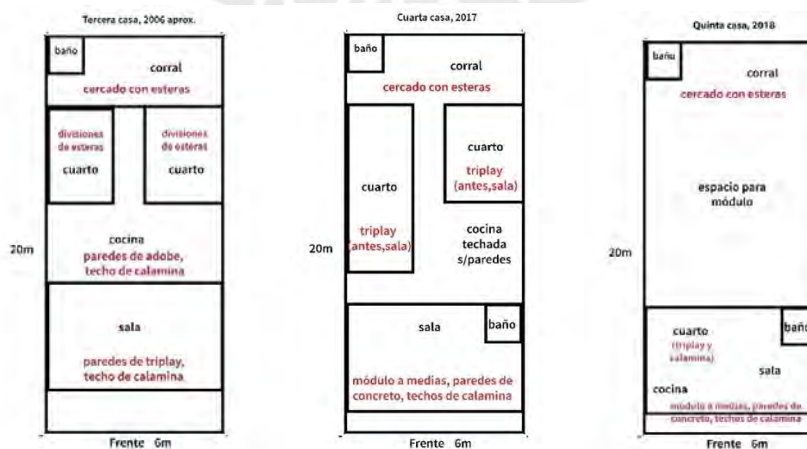 Tercera casa, 2006 aprox.
baño
corral
cercado con esteras
divisiones
de esteras
cuarto
divisiones
de esteras
cuarto
cocina
paredes de adobe,
techo de calamina
20m
sala
paredes de triplay,
techo de calamina
Frente 6m
Cuarta casa, 2017
baño
corral
cercado con esteras
cuarto
triplay
(antes,sala)
cuarto
triplay
(antes,sala)
cocina
techada
s/paredes
20m
sala
baño
módulo a medias, paredes de
concreto, techos de calamina
Frente 6m
Quinta casa, 2018
baño
corral
cercado con esteras
espacio para
módulo
20m
cuarto
(triplay y
calamina)
baño
sala
cocina
módulo a medias, paredes de
concreto, techos de calamina
Frente 6m